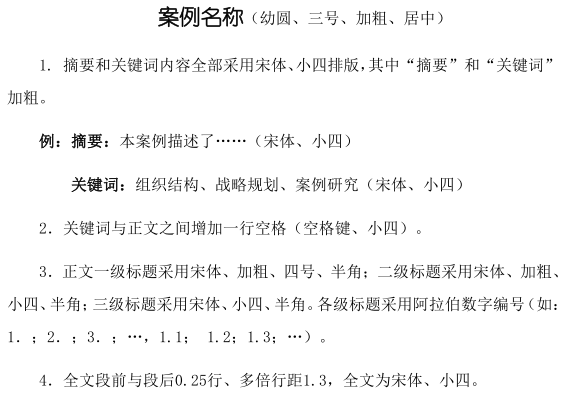 案例名称（幼圆、三号、加粗、居中）
1. 摘要和关键词内容全部采用宋体、小四排版，其中“摘要”和“关键词”
加粗。
例：摘要：本案例描述了……（宋体、小四）
关键词：组织结构、战略规划、案例研究（宋体、小四）
2．关键词与正文之间增加一行空格（空格键、小四）。
3．正文一级标题采用宋体、加粗、四号、半角；二级标题采用宋体、加粗、
小四、半角；三级标题采用宋体、小四、半角。各级标题采用阿拉伯数字编号（如：
1．；2．；3．；…，1.1； 1.2；1.3；…）。
4．全文段前与段后0.25行、多倍行距1.3，全文为宋体、小四。